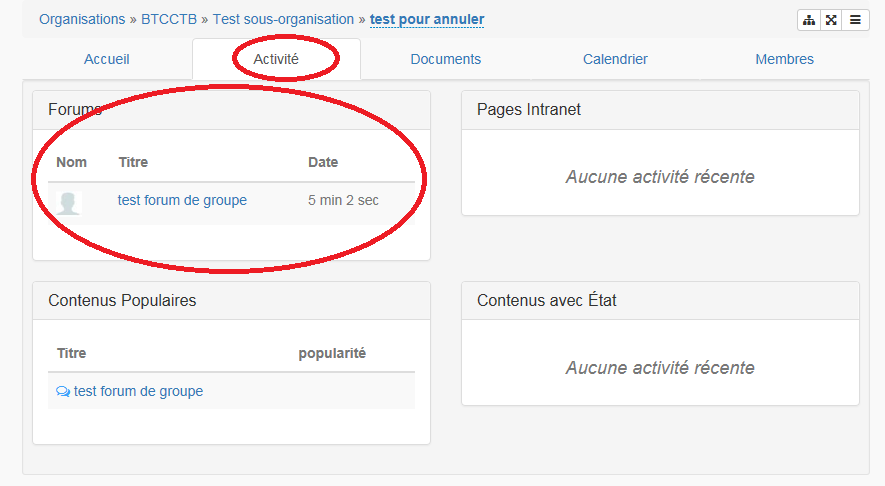 Organisations » BTCCTB » Test sous-organisation » test pour annuler
Accueil Activité Documents Calendrier Membres
Forums
Nom Titre Date
test forum de groupe 5 min 2 sec
Pages Intranet
Aucune activité récente
Contenus Populaires
Titre popularité
test forum de groupe
Contenus avec État
Aucune activité récente